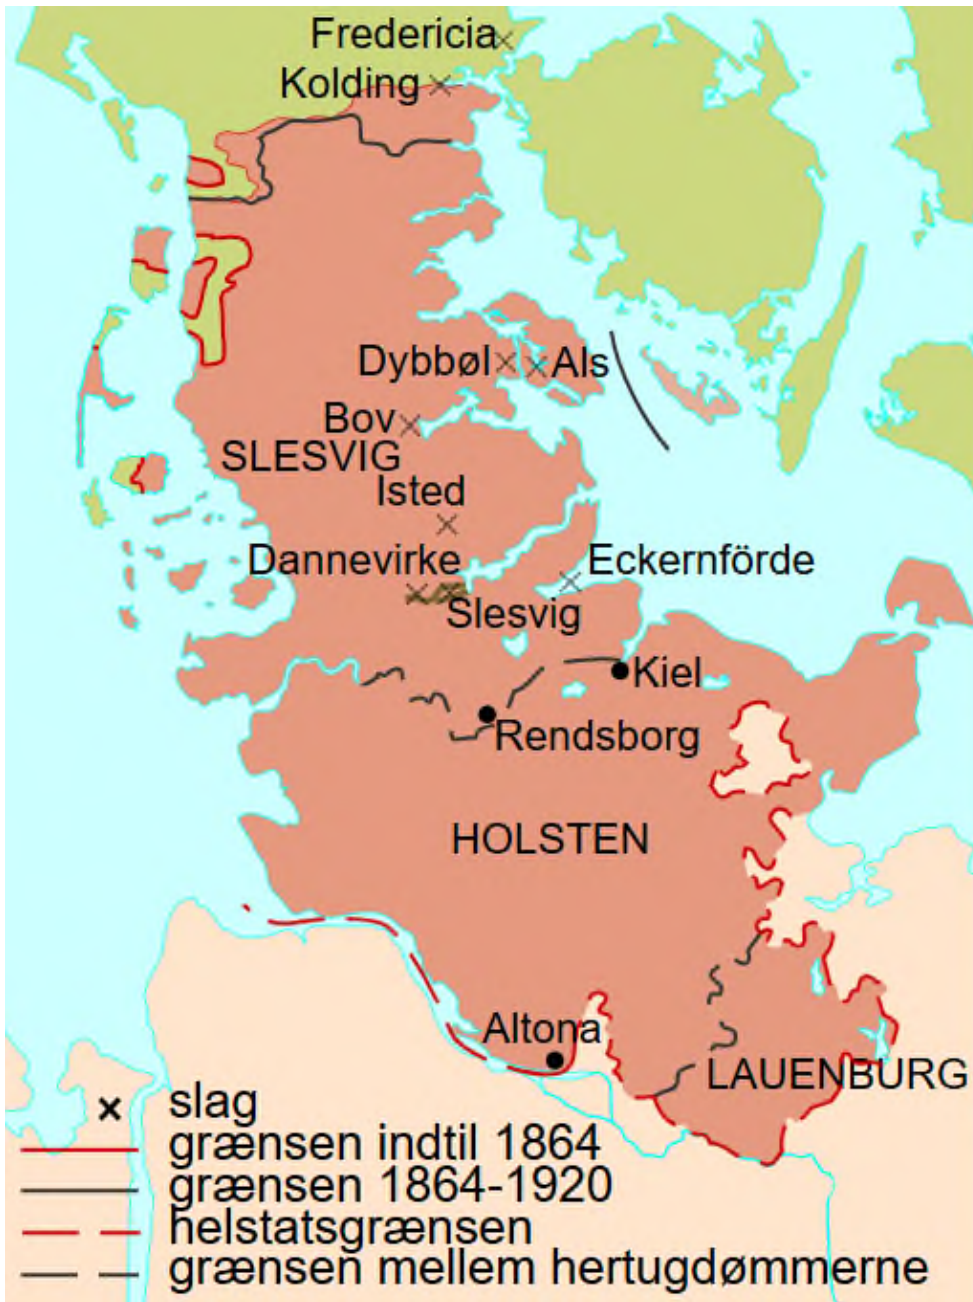 Fredericia
Kolding
Dybbøl
Als
Bov
SLESVIG
Isted
Dannevirke
Eckernförde
Slesvig
Kiel
Rendsborg
HOLSTEN
Altona
LAUENBURG
slag
grænsen indtil 1864
grænsen 1864-1920
helstatsgrænsen
grænsen mellem hertugdømmerne